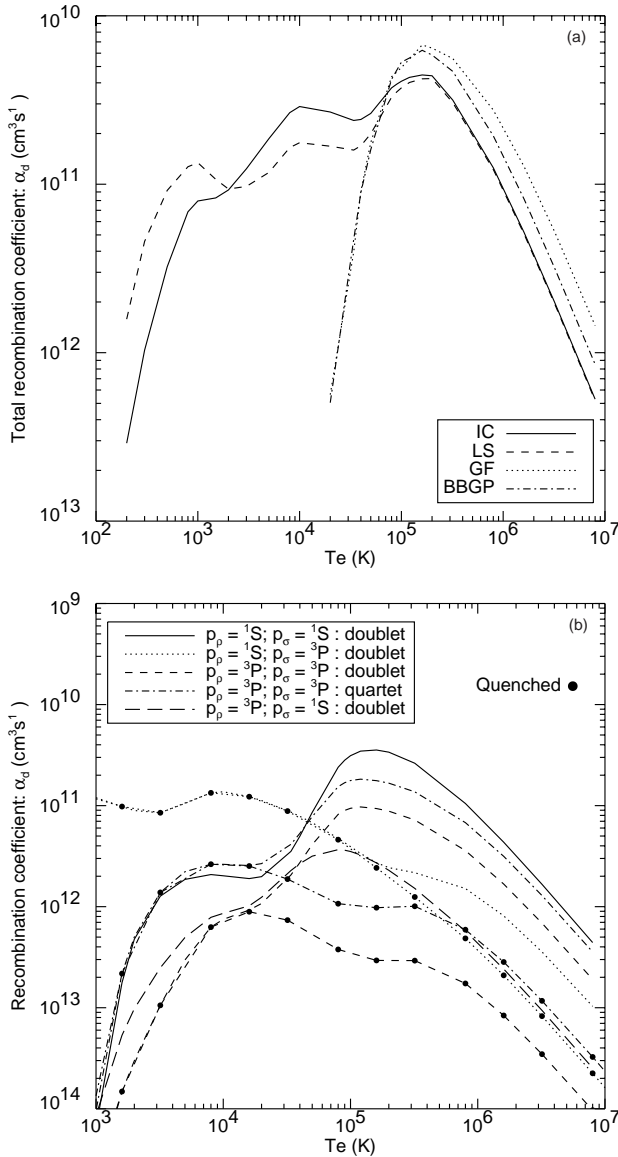 10^10
(a)
10^11
10^12
10^13
Total recombination coefficient: α_d (cm^3s^1)
IC
LS
GF
BBGP
10^2 10^3 10^4 10^5 10^6 10^7
Te (K)
10^9
(b)
p_ρ = ^1S; p_σ = ^1S : doublet
p_ρ = ^1S; p_σ = ^3P : doublet
p_ρ = ^3P; p_σ = ^3P : doublet
p_ρ = ^3P; p_σ = ^3P : quartet
p_ρ = ^3P; p_σ = ^1S : doublet
Quenched
10^10
10^11
10^12
10^13
10^14
Recombination coefficient: α_d (cm^3s^1)
10^3 10^4 10^5 10^6 10^7
Te (K)